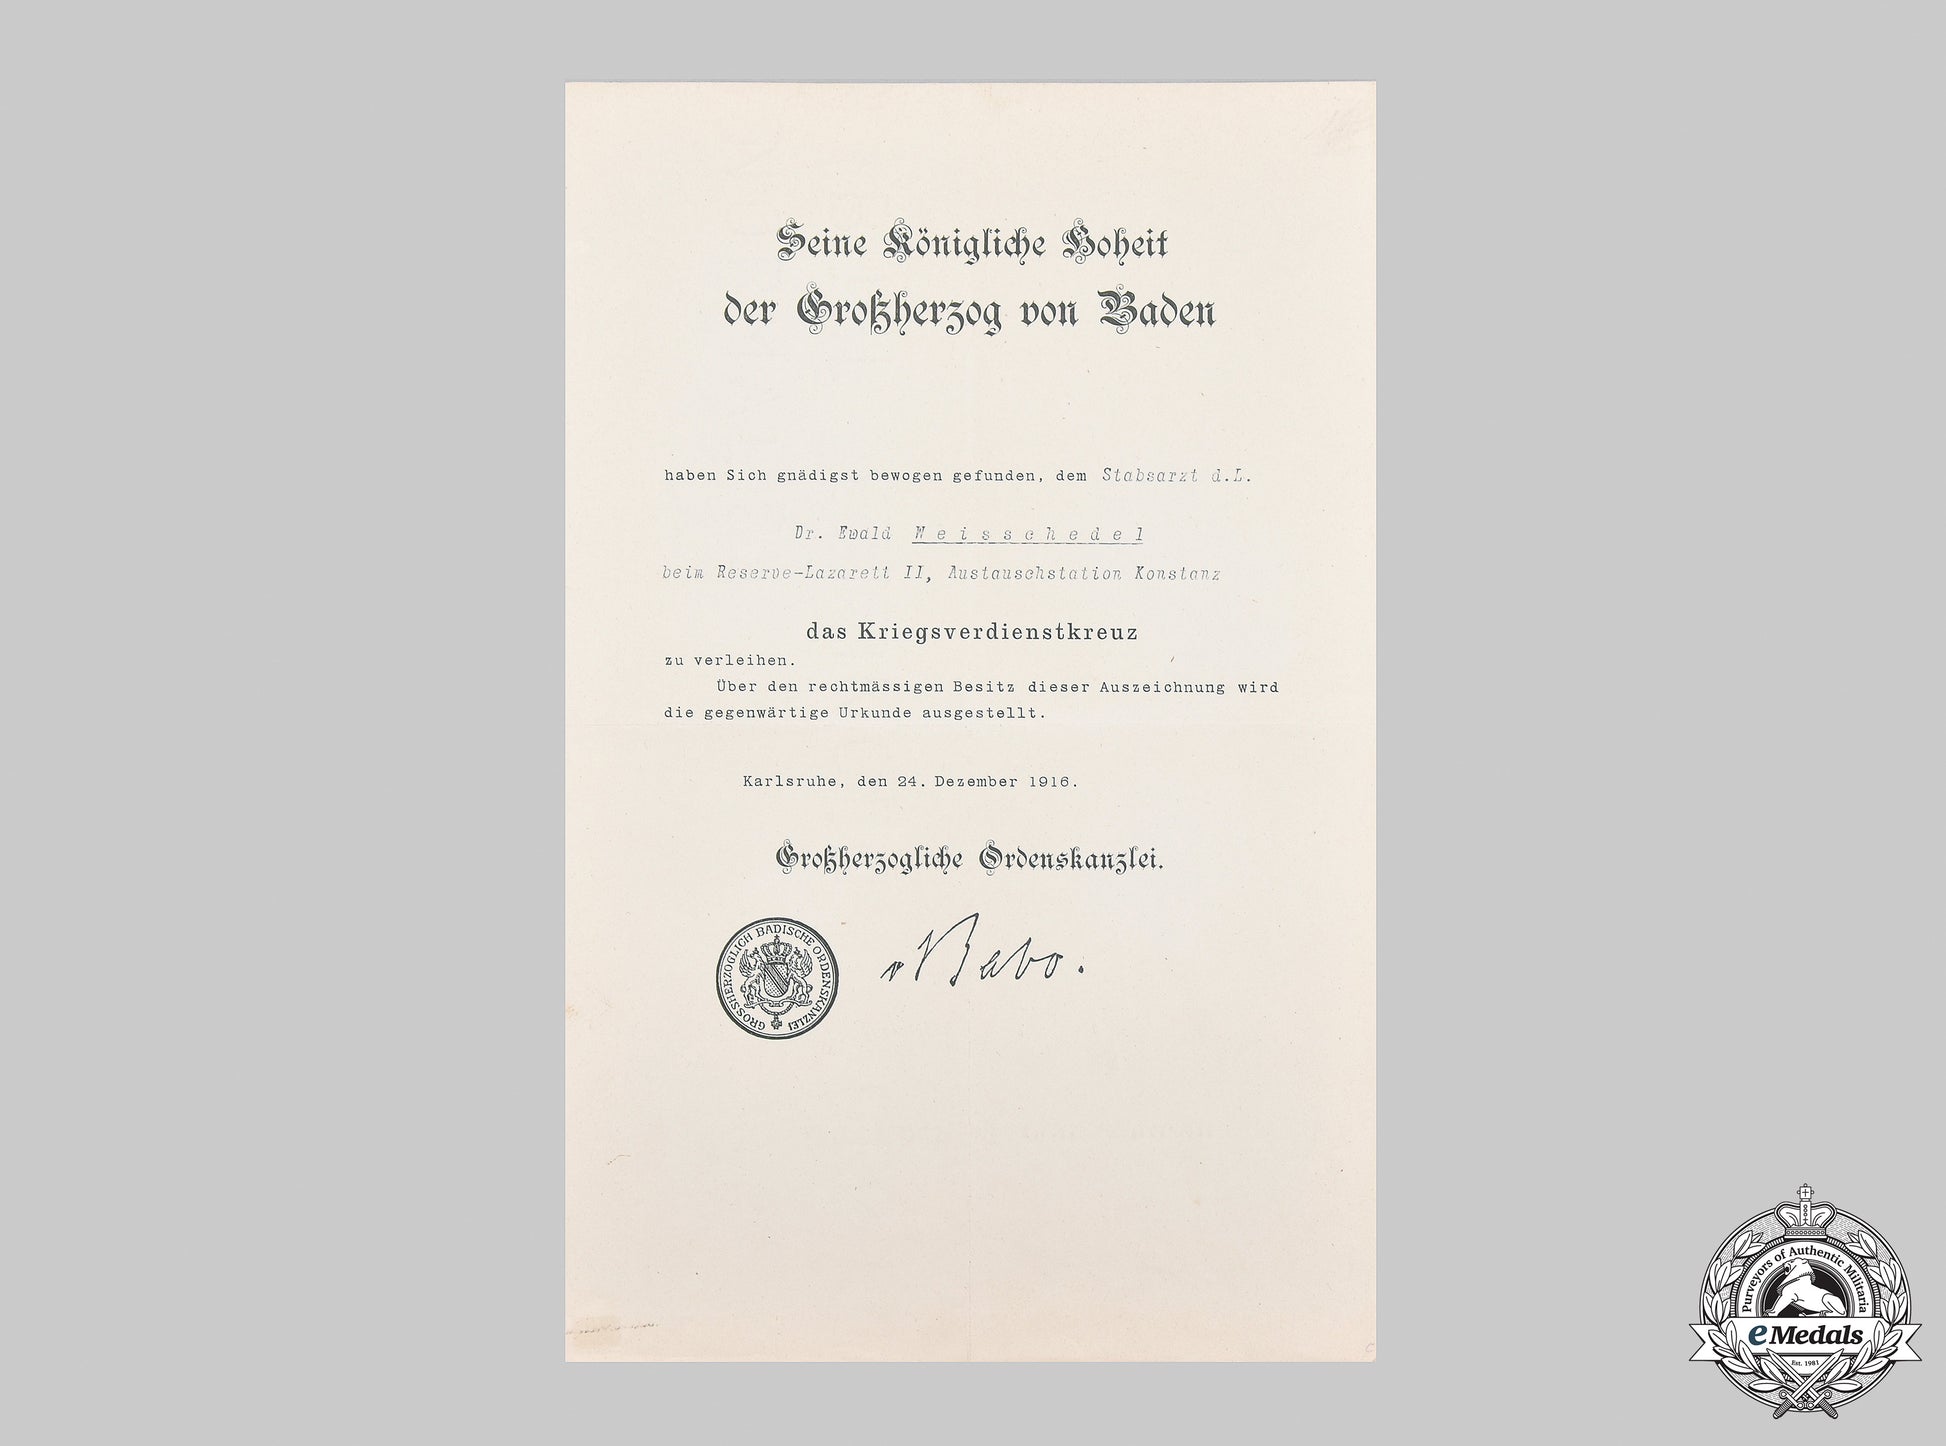 Seine Königliche Hoheit
der Großherzog von Baden
haben Sich gnädigst bewogen gefunden, dem Stabsarzt d.L.
Dr. Ewald Weisschedel
beim Reserve-Lazarett II, Austauschstation Konstanz
das Kriegsverdienstkreuz
zu verleihen.
Über den rechtmässigen Besitz dieser Auszeichnung wird
die gegenwärtige Urkunde ausgestellt.
Karlsruhe, den 24. Dezember 1916.
Großherzogliche Ordenskanzlei.
GROSSHERZOGLICH BADISCHE ORDENSKANZLEI
v Babo.
Purveyors of Authentic Militaria
eMedals
Est. 1981